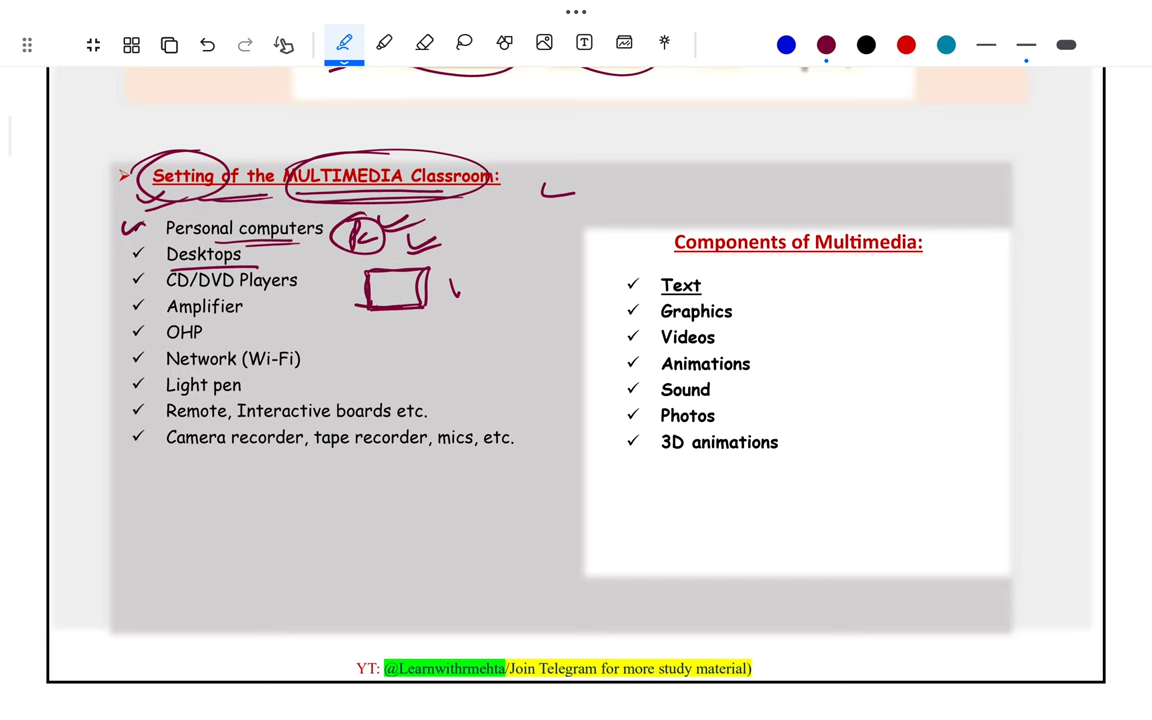 Setting of the MULTIMEDIA Classroom:
Personal computers
Pc
Desktops
CD/DVD Players
Amplifier
OHP
Network (Wi-Fi)
Light pen
Remote, Interactive boards etc.
Camera recorder, tape recorder, mics, etc.
Components of Multimedia:
Text
Graphics
Videos
Animations
Sound
Photos
3D animations
YT: @Learnwithrmehta/Join Telegram for more study material)